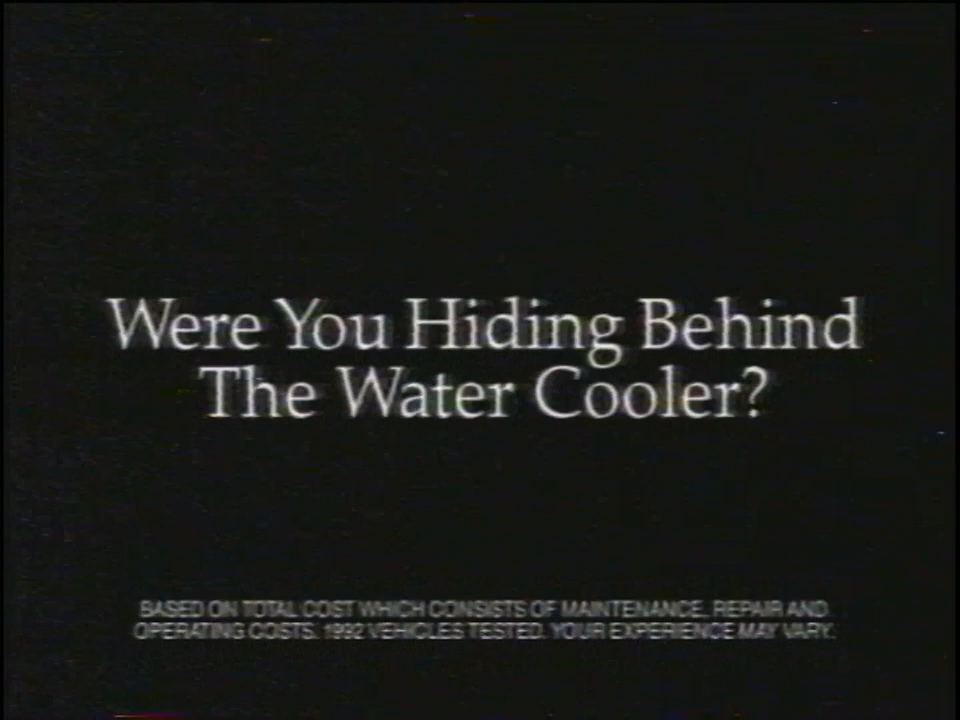 Were You Hiding Behind
The Water Cooler?
BASED ON TOTAL COST WHICH CONSISTS OF MAINTENANCE, REPAIR AND
OPERATING COSTS. 1992 VEHICLES TESTED. YOUR EXPERIENCE MAY VARY.